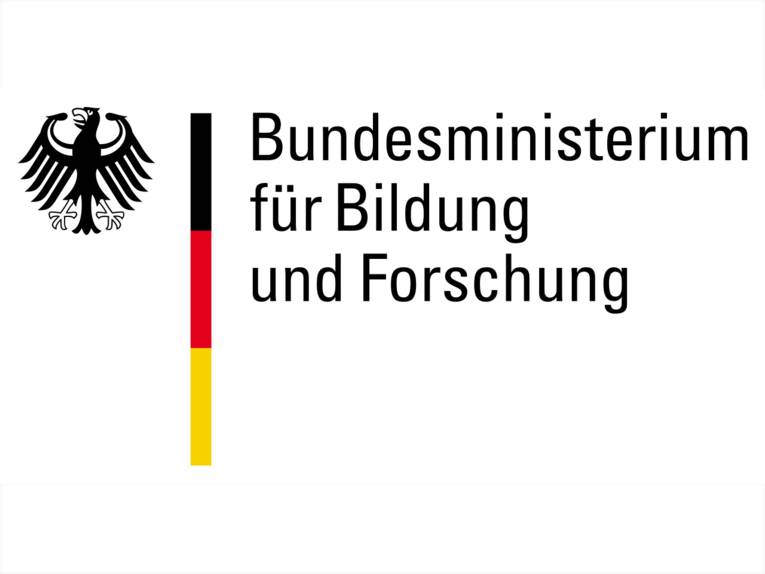 Bundesministerium
für Bildung
und Forschung